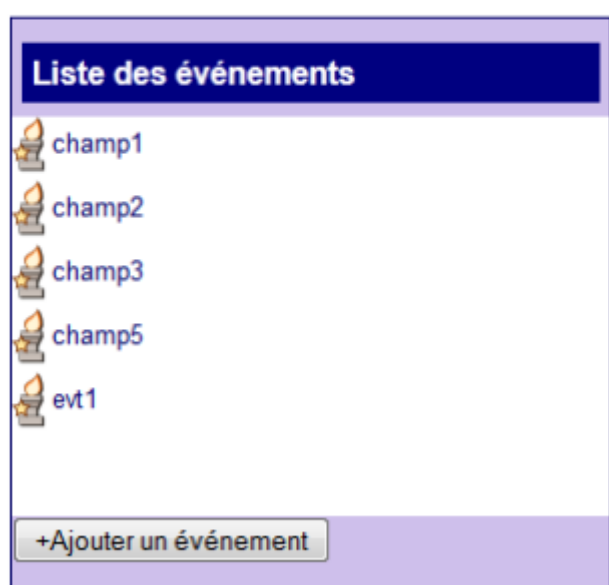 Liste des événements
champ1
champ2
champ3
champ5
evt1
+Ajouter un événement